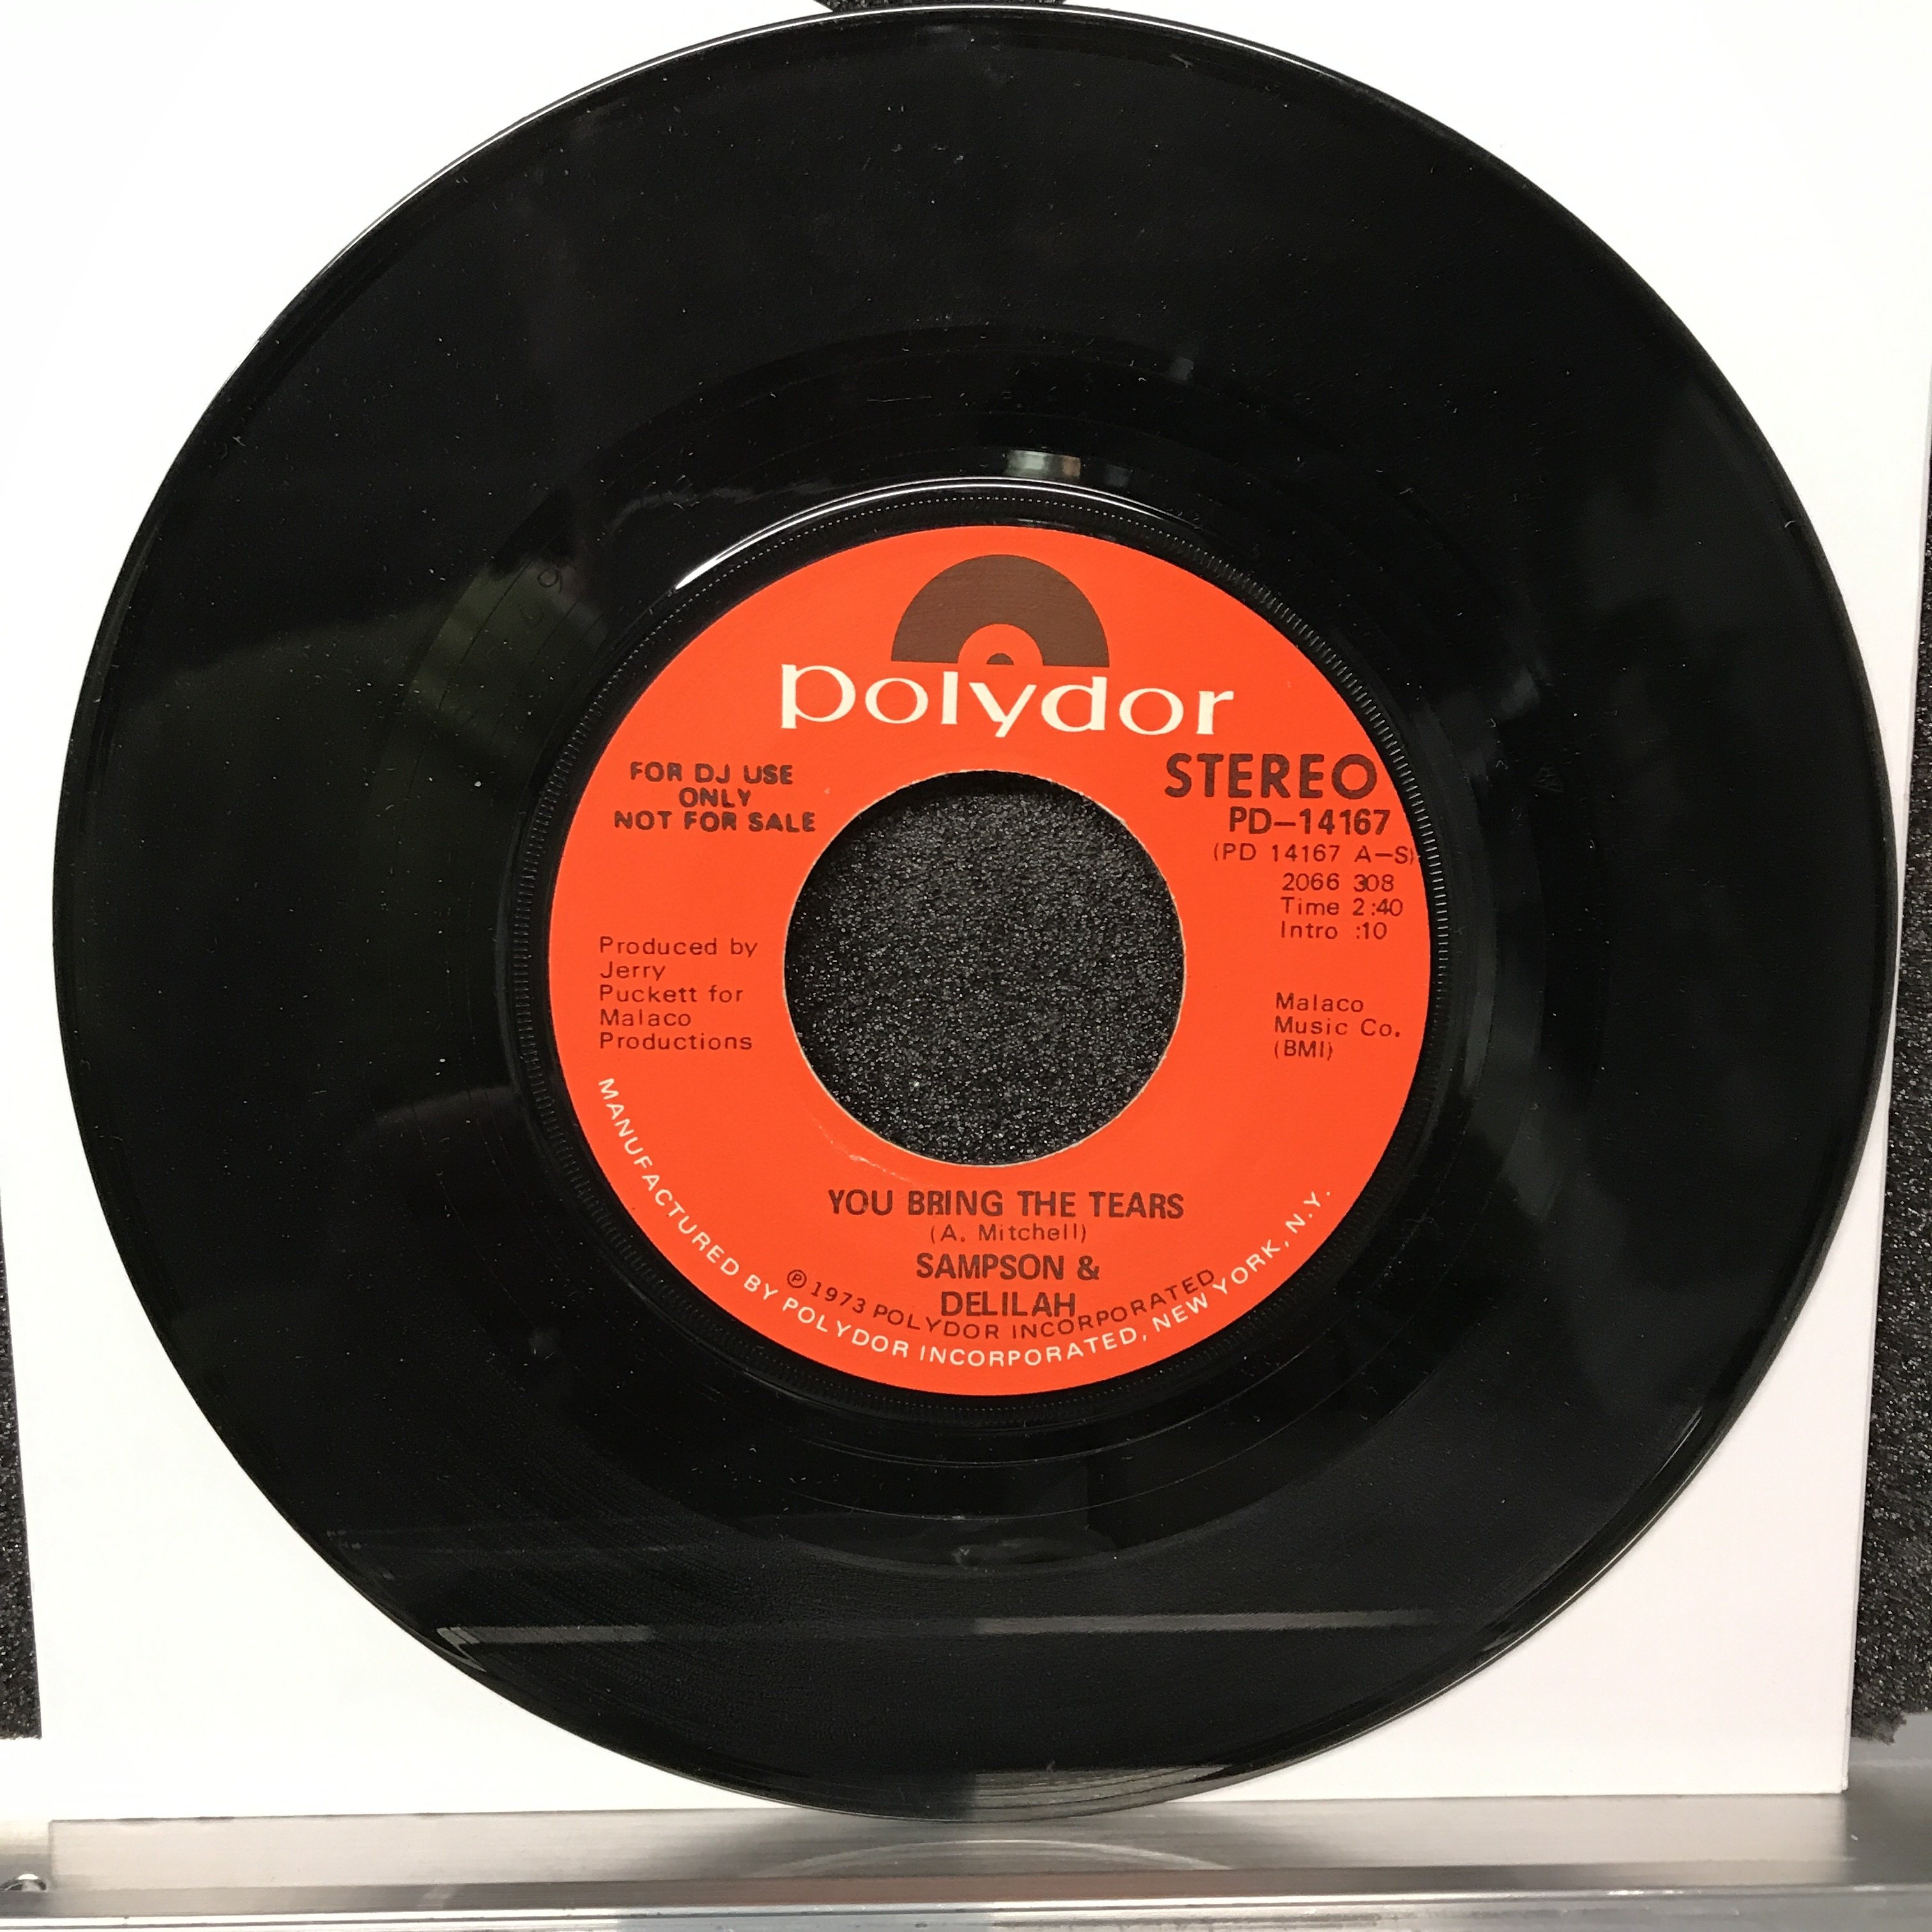 polydor
FOR DJ USE
ONLY
NOT FOR SALE
STEREO
PD-14167
(PD 14167 A-S)
2066 308
Time 2:40
Intro :10
Produced by
Jerry
Puckett for
Malaco
Productions
Malaco
Music Co.
(BMI)
YOU BRING THE TEARS
(A. Mitchell)
SAMPSON &
DELILAH
℗ 1973 POLYDOR INCORPORATED
MANUFACTURED BY POLYDOR INCORPORATED, NEW YORK, N.Y.